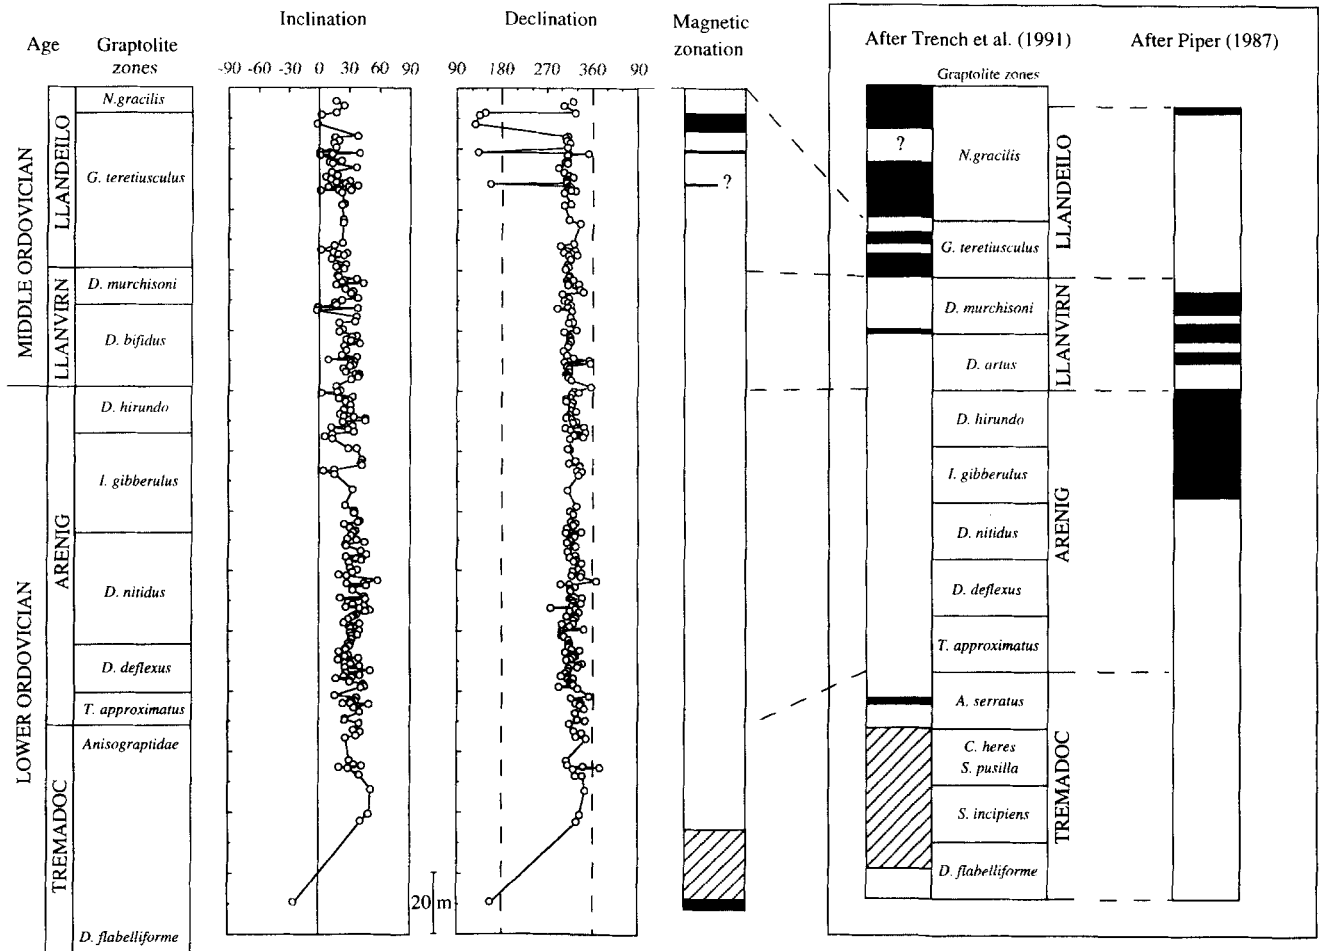 Inclination
Declination
Magnetic
zonation
Age
Graptolite
zones
-90 -60 -30 0 30 60 90
90 180 270 360 90
MIDDLE ORDOVICIAN
LOWER ORDOVICIAN
LLANDEILO
LLANVIRN
ARENIG
TREMADOC
N.gracilis
G. teretiusculus
D. murchisoni
D. bifidus
D. hirundo
I. gibberulus
D. nitidus
D. deflexus
T. approximatus
Anisograptidae
D. flabelliforme
20 m
?
After Trench et al. (1991)
After Piper (1987)
Graptolite zones
?
N.gracilis
G. teretiusculus
D. murchisoni
D. artus
D. hirundo
I. gibberulus
D. nitidus
D. deflexus
T. approximatus
A. serratus
C. heres
S. pusilla
S. incipiens
D. flabelliforme
LLANDEILO
LLANVIRN
ARENIG
TREMADOC